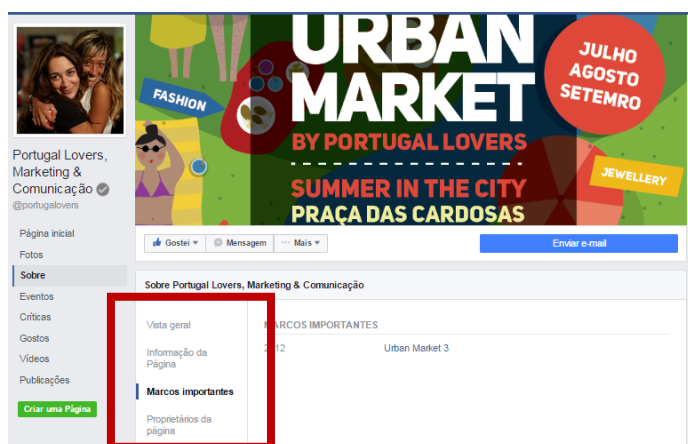 URBAN
MARKET
BY PORTUGAL LOVERS
SUMMER IN THE CITY
PRAÇA DAS CARDOSAS
JULHO
AGOSTO
SETEMRO
FASHION
JEWELLERY
Portugal Lovers,
Marketing &
Comunicação
@portugalovers
Página inicial
Fotos
Sobre
Eventos
Críticas
Gostos
Vídeos
Publicações
Criar uma Página
Gostei
Mensagem
Mais
Enviar e-mail
Sobre Portugal Lovers, Marketing & Comunicação
Vista geral
Informação da
Página
Marcos importantes
Proprietários da
página
IMPORTANTES
Urban Market 3